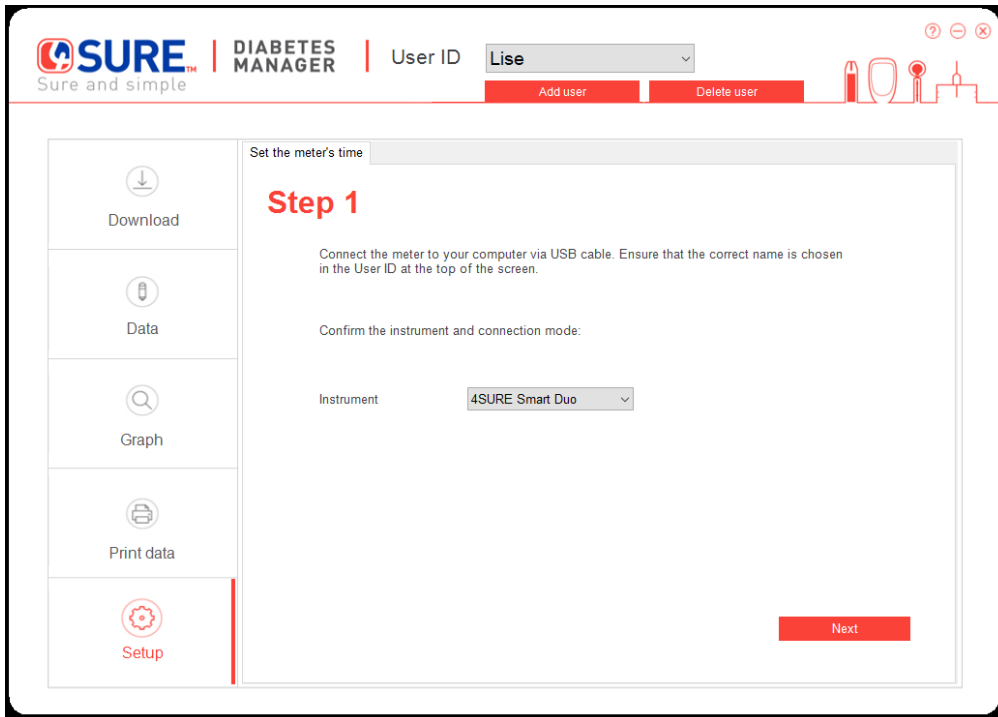 4SURE™
Sure and simple
DIABETES
MANAGER
User ID
Lise
Add user
Delete user
?
Download
Data
Graph
Print data
Setup
Set the meter's time
Step 1
Connect the meter to your computer via USB cable. Ensure that the correct name is chosen
in the User ID at the top of the screen.
Confirm the instrument and connection mode:
Instrument
4SURE Smart Duo
Next